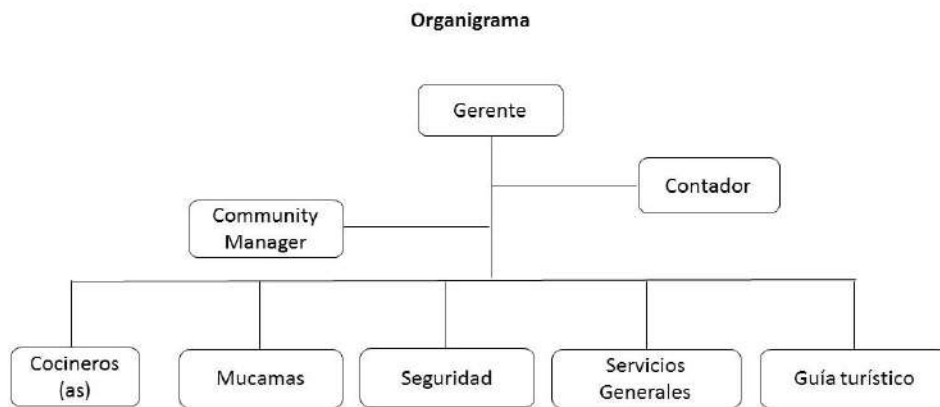 Organigrama
Gerente
Contador
Community
Manager
Cocineros
(as)
Mucamas
Seguridad
Servicios
Generales
Guía turístico